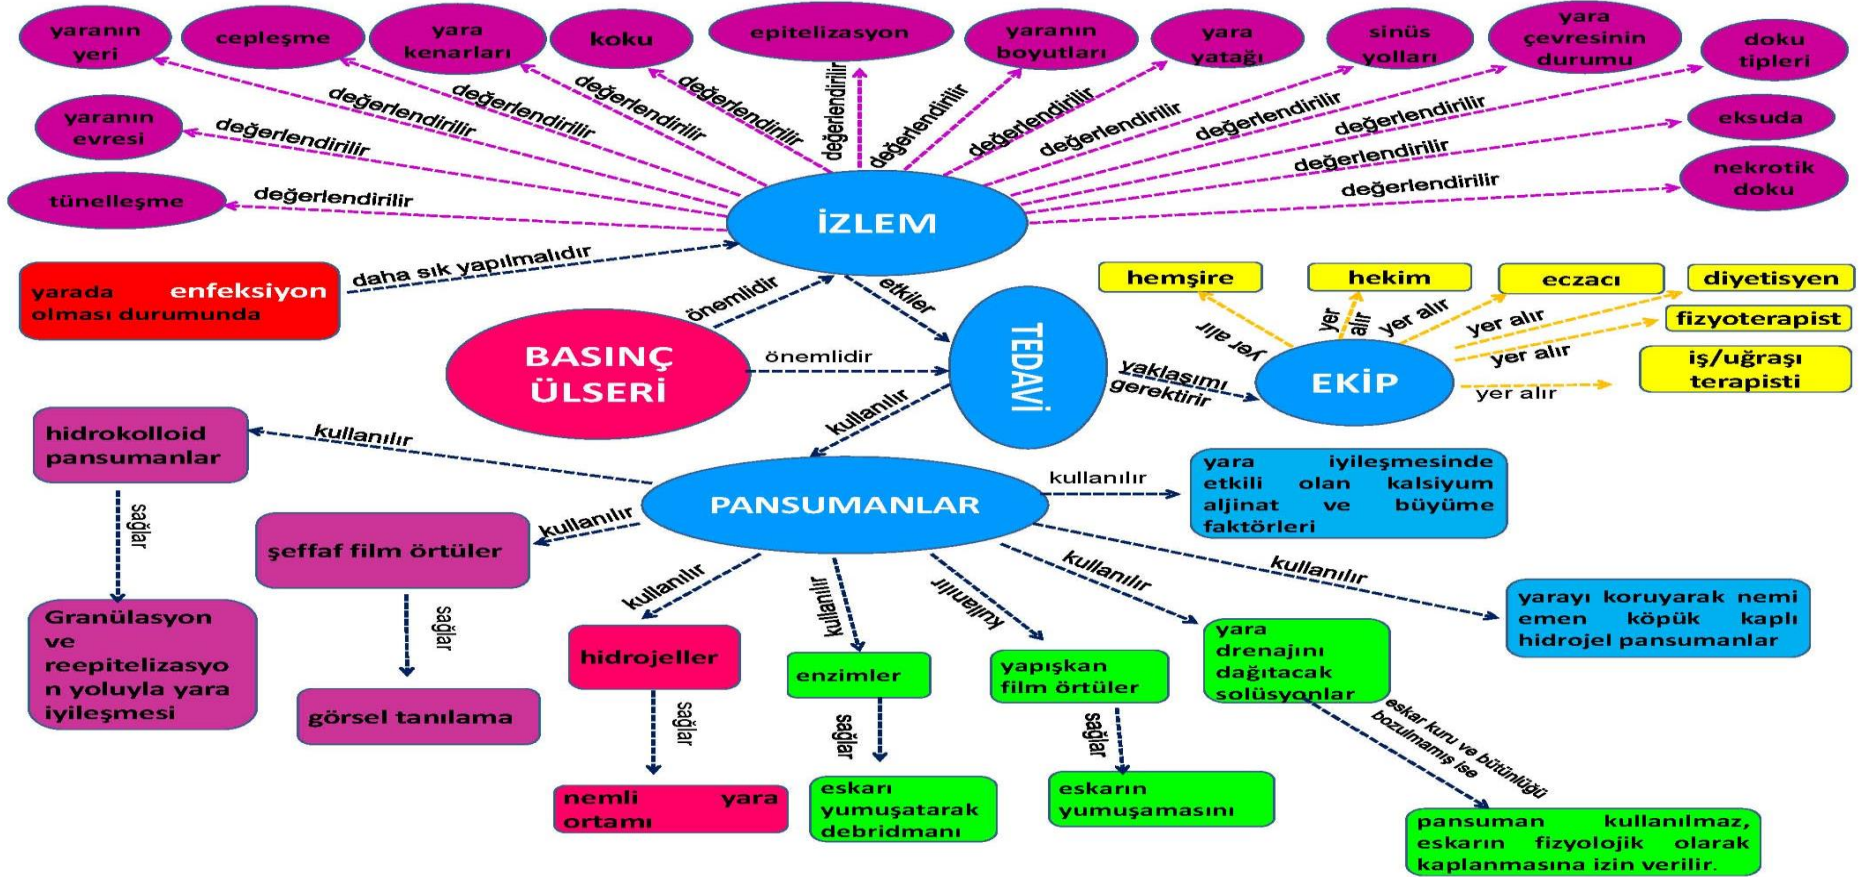 yaranın
yeri
cepleşme
yara
kenarları
koku
epitelizasyon
yaranın
boyutları
yara
yatağı
sinüs
yolları
yara
çevresinin
durumu
doku
tipleri
yaranın
evresi
eksuda
tünelleşme
nekrotik
doku
değerlendirilir
değerlendirilir
değerlendirilir
değerlendirilir
değerlendirilir
değerlendirilir
değerlendirilir
değerlendirilir
değerlendirilir
değerlendirilir
değerlendirilir
değerlendirilir
değerlendirilir
değerlendirilir
İZLEM
yarada enfeksiyon
olması durumunda
daha sık yapılmalıdır
önemlidir
etkiler
BASINÇ
ÜLSERİ
önemlidir
TEDAVİ
yaklaşımı
gerektirir
EKİP
hemşire
hekim
eczacı
diyetisyen
fizyoterapist
iş/uğraşı
terapisti
yer alır
yer
alır
yer alır
yer alır
yer alır
yer alır
kullanılır
PANSUMANLAR
kullanılır
hidrokolloid
pansumanlar
sağlar
Granülasyon
ve
reepitelizasyo
n yoluyla yara
iyileşmesi
kullanılır
şeffaf film örtüler
sağlar
görsel tanılama
kullanılır
hidrojeller
sağlar
nemli yara
ortamı
kullanılır
enzimler
sağlar
eskarı
yumuşatarak
debridmanı
kullanılır
yapışkan
film örtüler
sağlar
eskarın
yumuşamasını
kullanılır
yara
drenajını
dağıtacak
solüsyonlar
eskar kuru ve bütünlüğü
bozulmamış ise
pansuman kullanılmaz,
eskarın fizyolojik olarak
kaplanmasına izin verilir.
kullanılır
yarayı koruyarak nemi
emen köpük kaplı
hidrojel pansumanlar
kullanılır
yara iyileşmesinde
etkili olan kalsiyum
aljinat ve büyüme
faktörleri